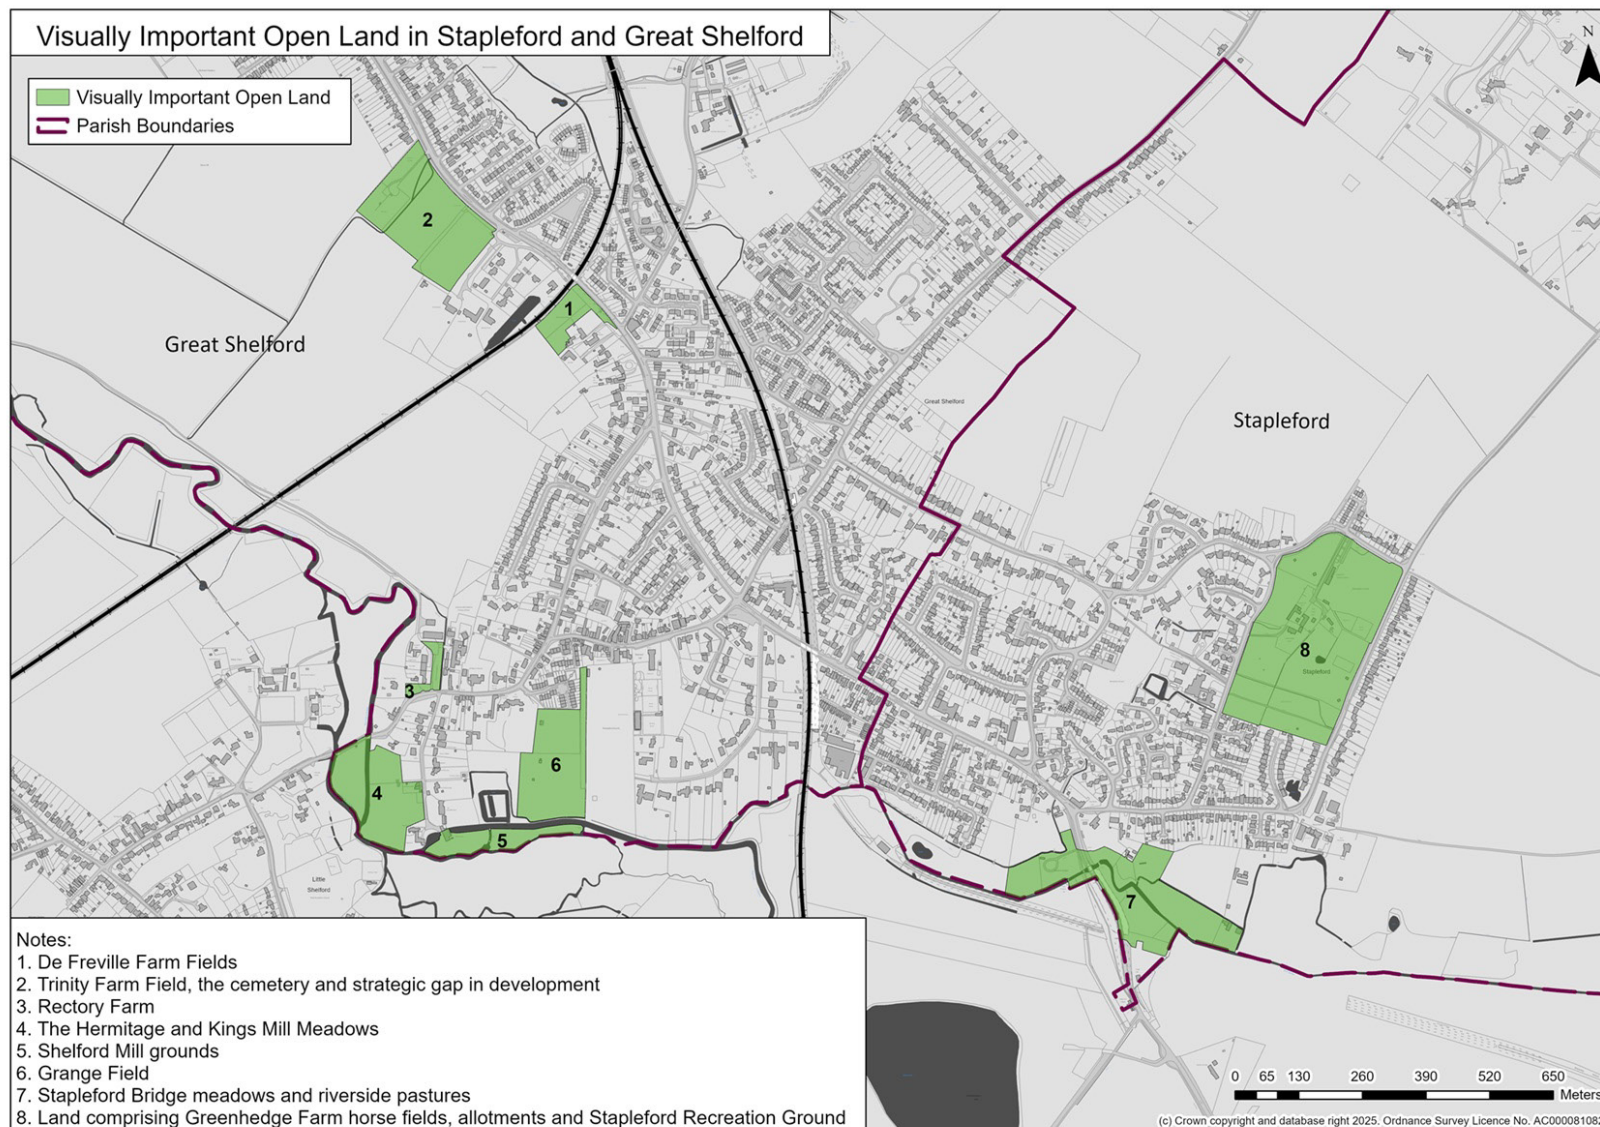 Visually Important Open Land in Stapleford and Great Shelford
Visually Important Open Land
Parish Boundaries
N
2
1
Great Shelford
Great Shelford
Stapleford
8
Stapleford
3
6
4
5
7
Little
Shelford
Notes:
1. De Freville Farm Fields
2. Trinity Farm Field, the cemetery and strategic gap in development
3. Rectory Farm
4. The Hermitage and Kings Mill Meadows
5. Shelford Mill grounds
6. Grange Field
7. Stapleford Bridge meadows and riverside pastures
8. Land comprising Greenhedge Farm horse fields, allotments and Stapleford Recreation Ground
0 65 130 260 390 520 650
Meters
(c) Crown copyright and database right 2025. Ordnance Survey Licence No.